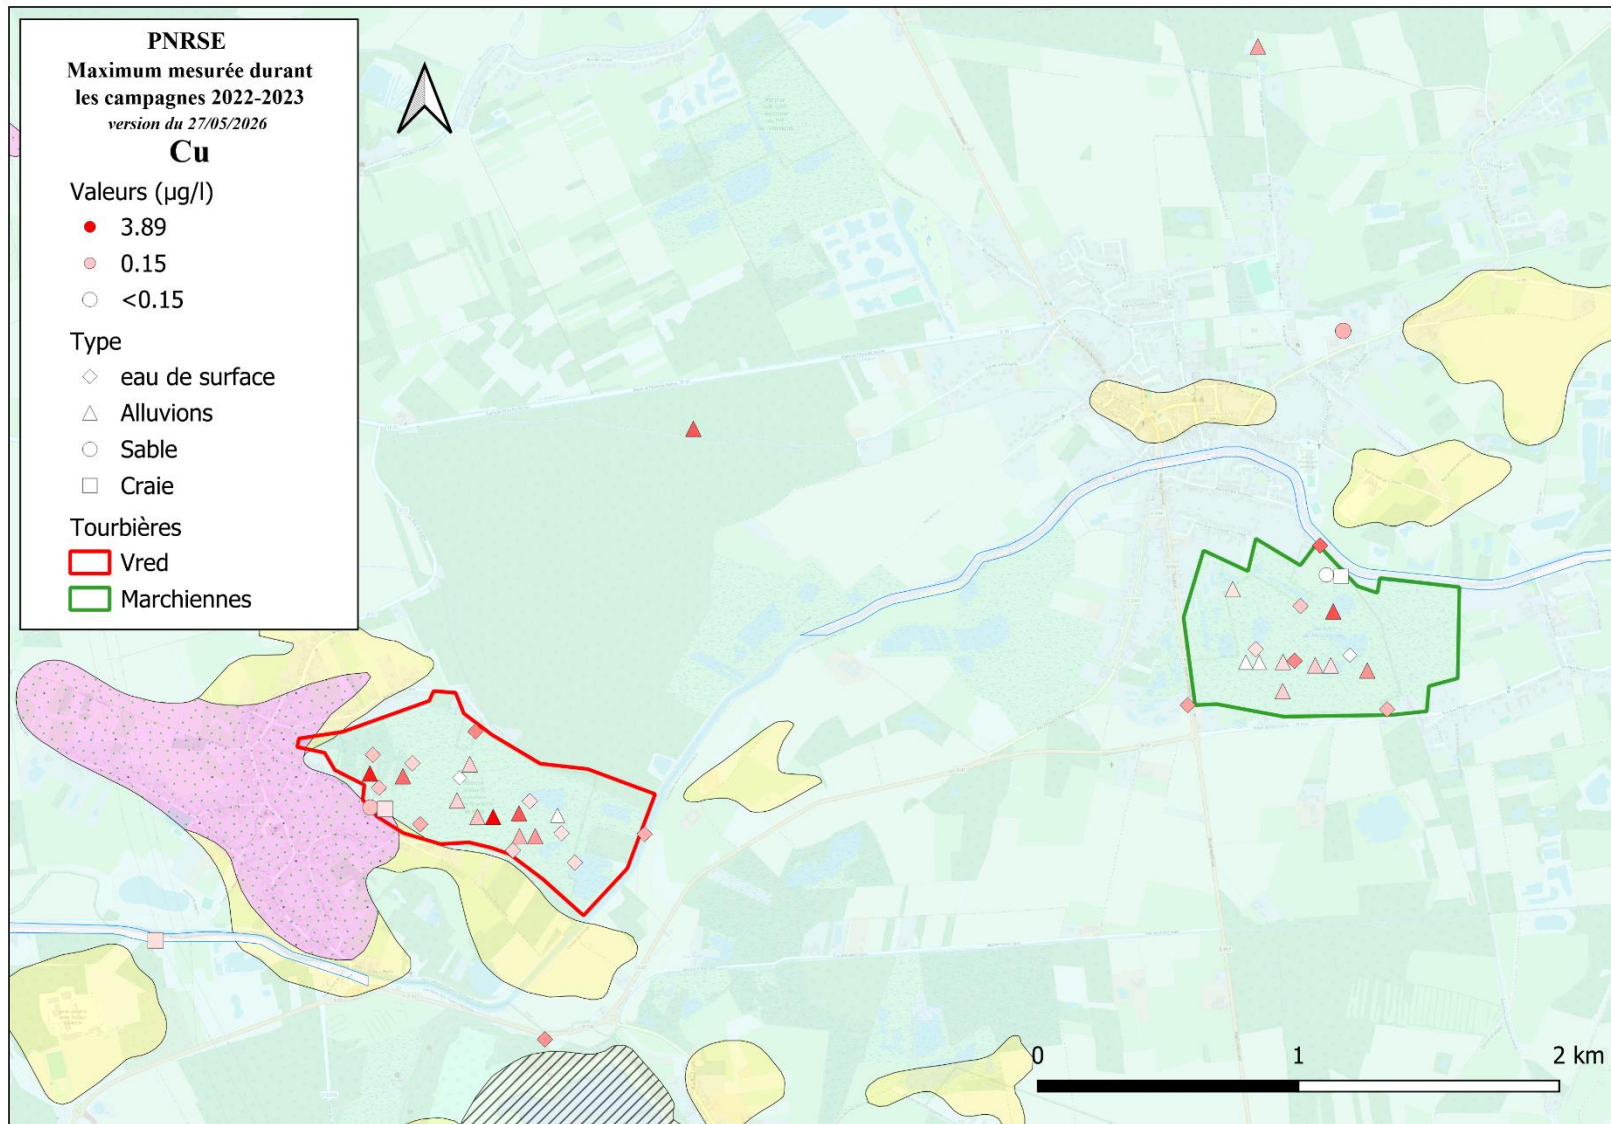 PNRSE
Maximum mesurée durant
les campagnes 2022-2023
version du 27/05/2026
Cu
Valeurs (µg/l)
3.89
0.15
<0.15
Type
eau de surface
Alluvions
Sable
Craie
Tourbières
Vred
Marchiennes
0 1 2 km